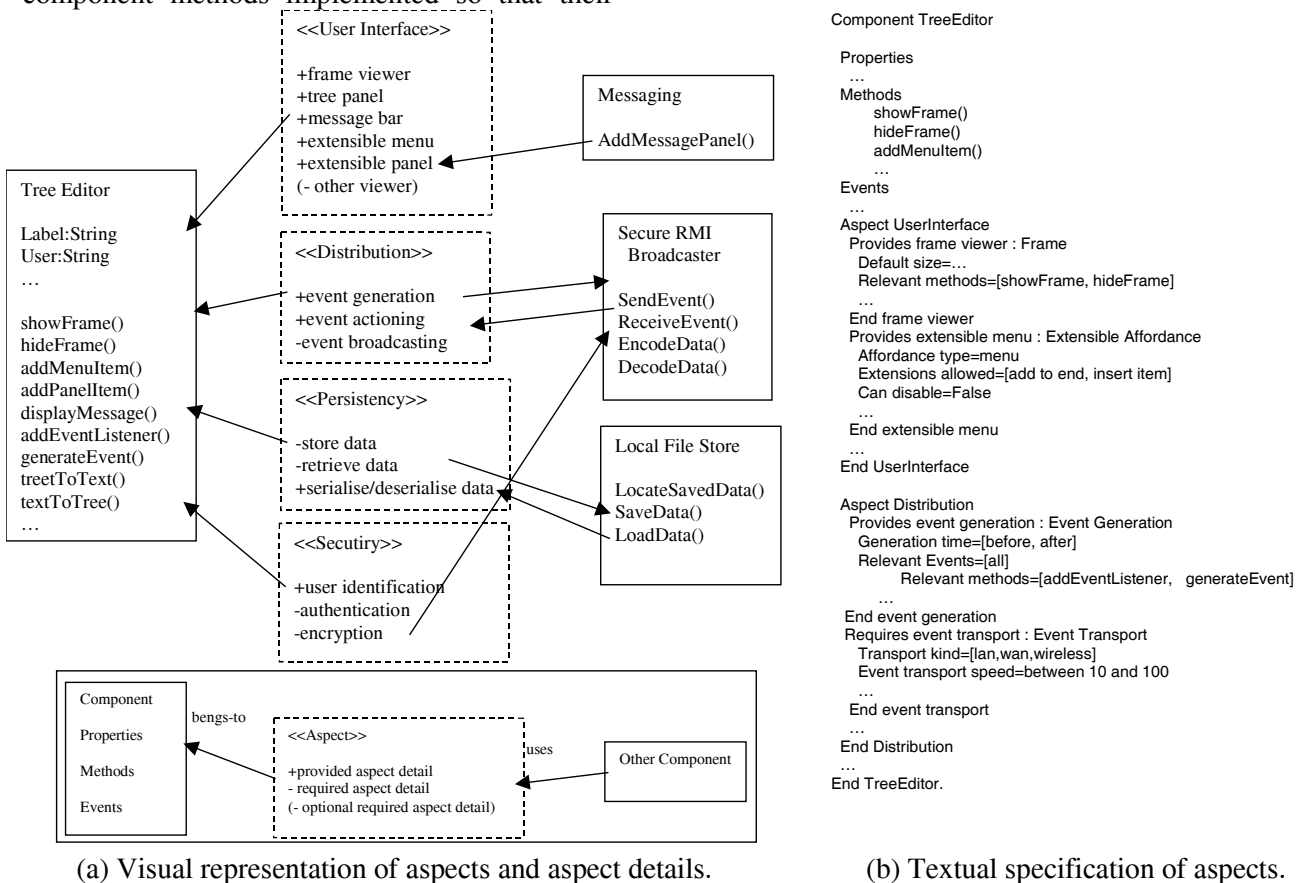 component methods implemented so that their
<<User Interface>>
+frame viewer
+tree panel
+message bar
+extensible menu
+extensible panel
(- other viewer)
Messaging
AddMessagePanel()
Tree Editor
Label:String
User:String
…
showFrame()
hideFrame()
addMenuItem()
addPanelItem()
displayMessage()
addEventListener()
generateEvent()
treetToText()
textToTree()
…
<<Distribution>>
+event generation
+event actioning
-event broadcasting
Secure RMI
Broadcaster
SendEvent()
ReceiveEvent()
EncodeData()
DecodeData()
<<Persistency>>
-store data
-retrieve data
+serialise/deserialise data
Local File Store
LocateSavedData()
SaveData()
LoadData()
<<Secutiry>>
+user identification
-authentication
-encryption
Component
Properties
Methods
Events
bengs-to
<<Aspect>>
+provided aspect detail
- required aspect detail
(- optional required aspect detail)
uses
Other Component
(a) Visual representation of aspects and aspect details.
Component TreeEditor
Properties
…
Methods
showFrame()
hideFrame()
addMenuItem()
…
Events
…
Aspect UserInterface
Provides frame viewer : Frame
Default size=…
Relevant methods=[showFrame, hideFrame]
…
End frame viewer
Provides extensible menu : Extensible Affordance
Affordance type=menu
Extensions allowed=[add to end, insert item]
Can disable=False
…
End extensible menu
…
End UserInterface
Aspect Distribution
Provides event generation : Event Generation
Generation time=[before, after]
Relevant Events=[all]
Relevant methods=[addEventListener, generateEvent]
…
End event generation
Requires event transport : Event Transport
Transport kind=[lan,wan,wireless]
Event transport speed=between 10 and 100
…
End event transport
…
End Distribution
…
End TreeEditor.
(b) Textual specification of aspects.